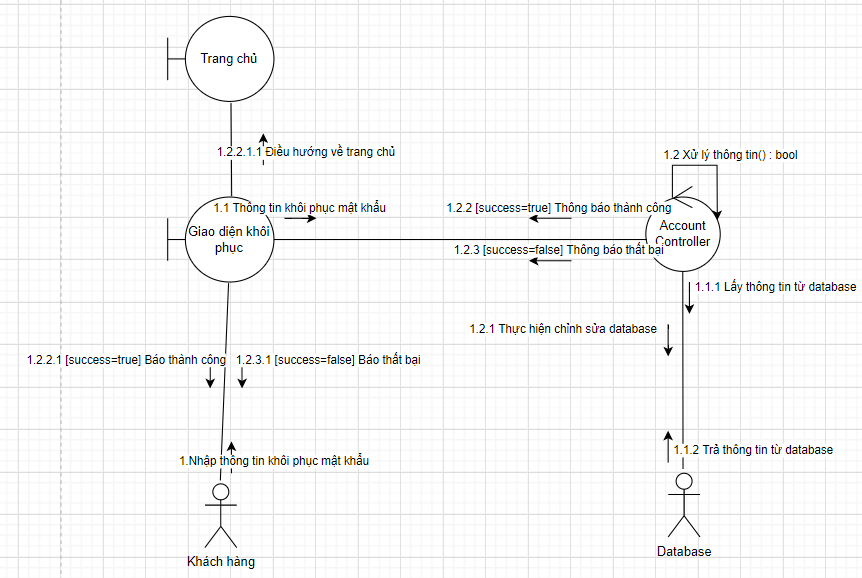 Trang chủ
1.2.2.1.1 Điều hướng về trang chủ
1.2 Xử lý thông tin() : bool
1.1 Thông tin khôi phục mật khẩu
1.2.2 [success=true] Thông báo thành công
Giao diện khôi
phục
Account
Controller
1.2.3 [success=false] Thông báo thất bại
1.1.1 Lấy thông tin từ database
1.2.1 Thực hiện chỉnh sửa database
1.2.2.1 [success=true] Báo thành công
1.2.3.1 [success=false] Báo thất bại
1.Nhập thông tin khôi phục mật khẩu
1.1.2 Trả thông tin từ database
Khách hàng
Database